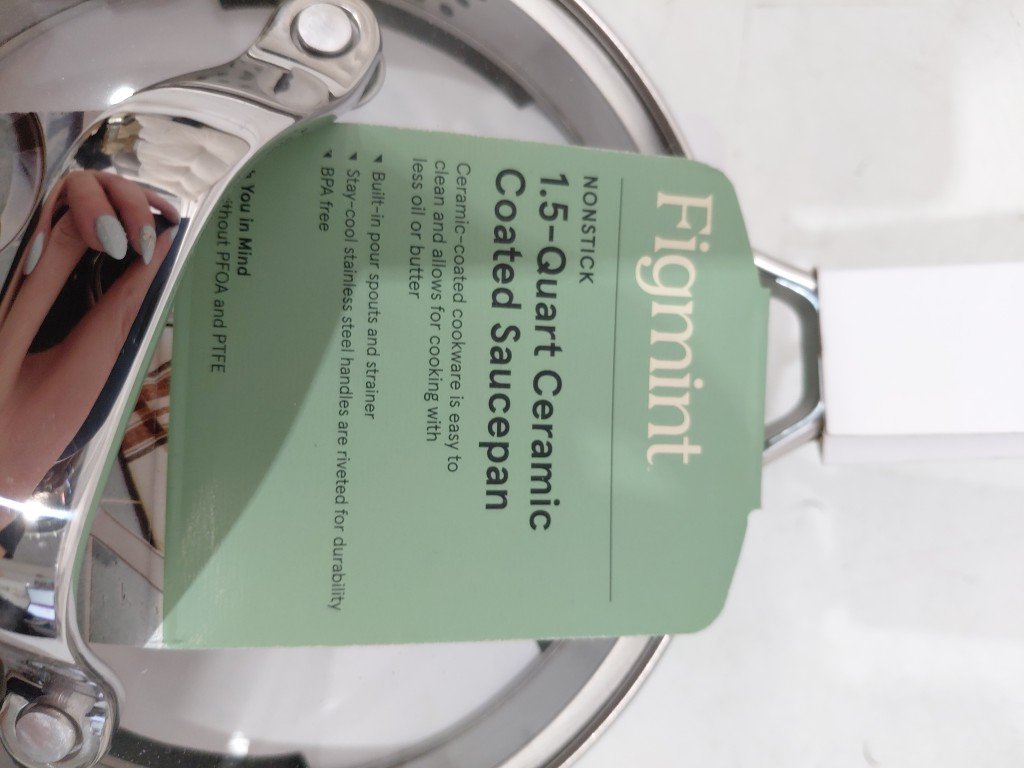 Figmint
NONSTICK
1.5-Quart Ceramic
Coated Saucepan
Ceramic-coated cookware is easy to
clean and allows for cooking with
less oil or butter
Built-in pour spouts and strainer
Stay-cool stainless steel handles are riveted for durability
BPA free
You in Mind
without PFOA and PTFE